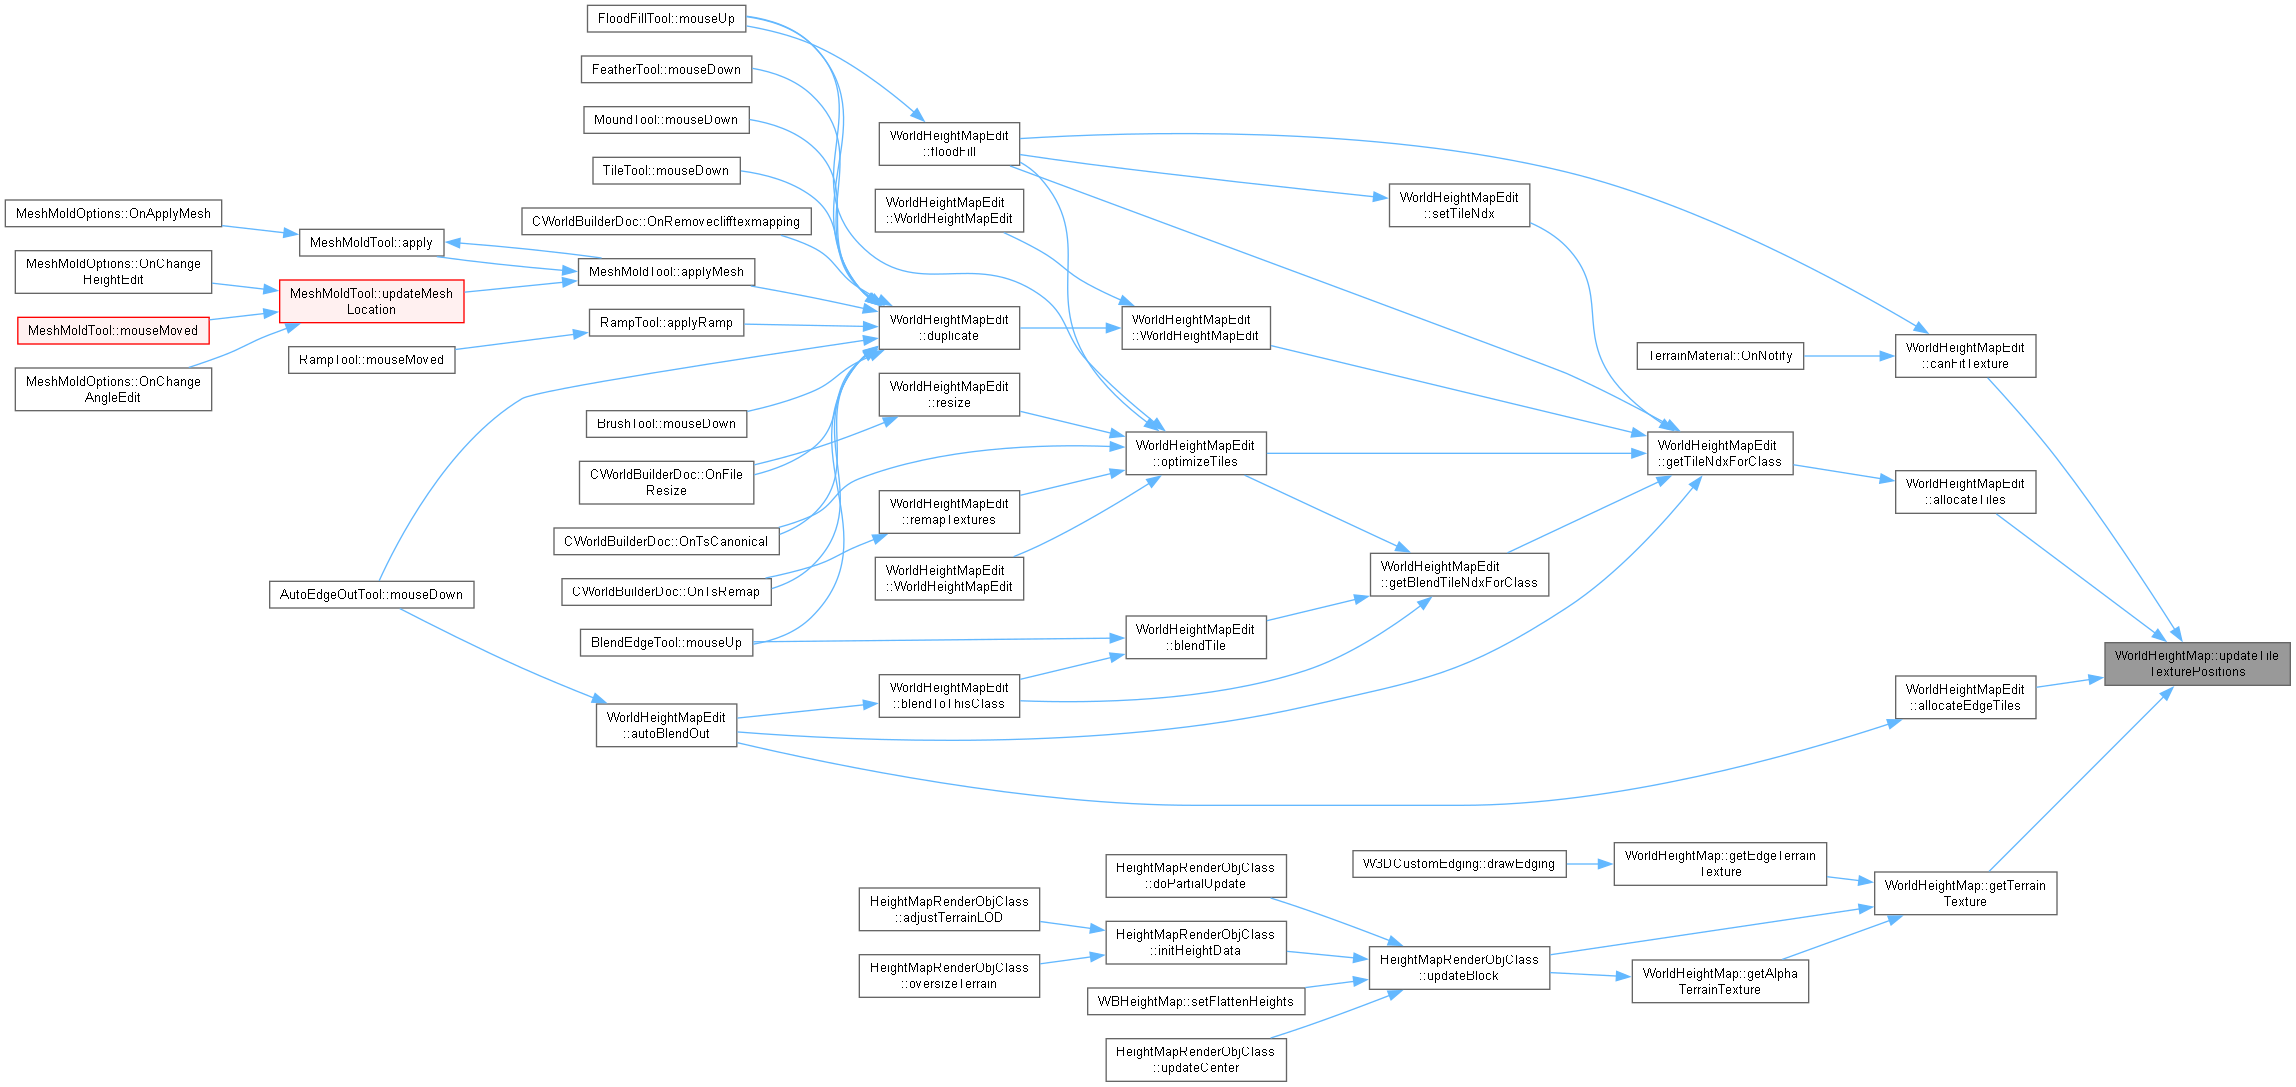 FloodFillTool::mouseUp
FeatherTool::mouseDown
MoundTool::mouseDown
TileTool::mouseDown
CWorldBuilderDoc::OnRemoveclifftexmapping
MeshMoldOptions::OnApplyMesh
MeshMoldTool::apply
MeshMoldOptions::OnChange
HeightEdit
MeshMoldTool::applyMesh
MeshMoldTool::updateMesh
Location
MeshMoldTool::mouseMoved
RampTool::applyRamp
RampTool::mouseMoved
MeshMoldOptions::OnChange
AngleEdit
BrushTool::mouseDown
CWorldBuilderDoc::OnFile
Resize
CWorldBuilderDoc::OnTsCanonical
CWorldBuilderDoc::OnTsRemap
AutoEdgeOutTool::mouseDown
BlendEdgeTool::mouseUp
WorldHeightMapEdit
::autoBlendOut
WorldHeightMapEdit
::floodFill
WorldHeightMapEdit
::WorldHeightMapEdit
WorldHeightMapEdit
::duplicate
WorldHeightMapEdit
::resize
WorldHeightMapEdit
::remapTextures
WorldHeightMapEdit
::WorldHeightMapEdit
WorldHeightMapEdit
::blendToThisClass
WorldHeightMapEdit
::WorldHeightMapEdit
WorldHeightMapEdit
::optimizeTiles
WorldHeightMapEdit
::blendTile
WorldHeightMapEdit
::setTileNdx
WorldHeightMapEdit
::getBlendTileNdxForClass
TerrainMaterial::OnNotify
WorldHeightMapEdit
::getTileNdxForClass
WorldHeightMapEdit
::canFitTexture
WorldHeightMapEdit
::allocateTiles
WorldHeightMapEdit
::allocateEdgeTiles
WorldHeightMap::updateTile
TexturePositions
HeightMapRenderObjClass
::doPartialUpdate
W3DCustomEdging::drawEdging
WorldHeightMap::getEdgeTerrain
Texture
WorldHeightMap::getTerrain
Texture
HeightMapRenderObjClass
::adjustTerrainLOD
HeightMapRenderObjClass
::oversizeTerrain
HeightMapRenderObjClass
::initHeightData
WBHeightMap::setFlattenHeights
HeightMapRenderObjClass
::updateCenter
HeightMapRenderObjClass
::updateBlock
WorldHeightMap::getAlpha
TerrainTexture